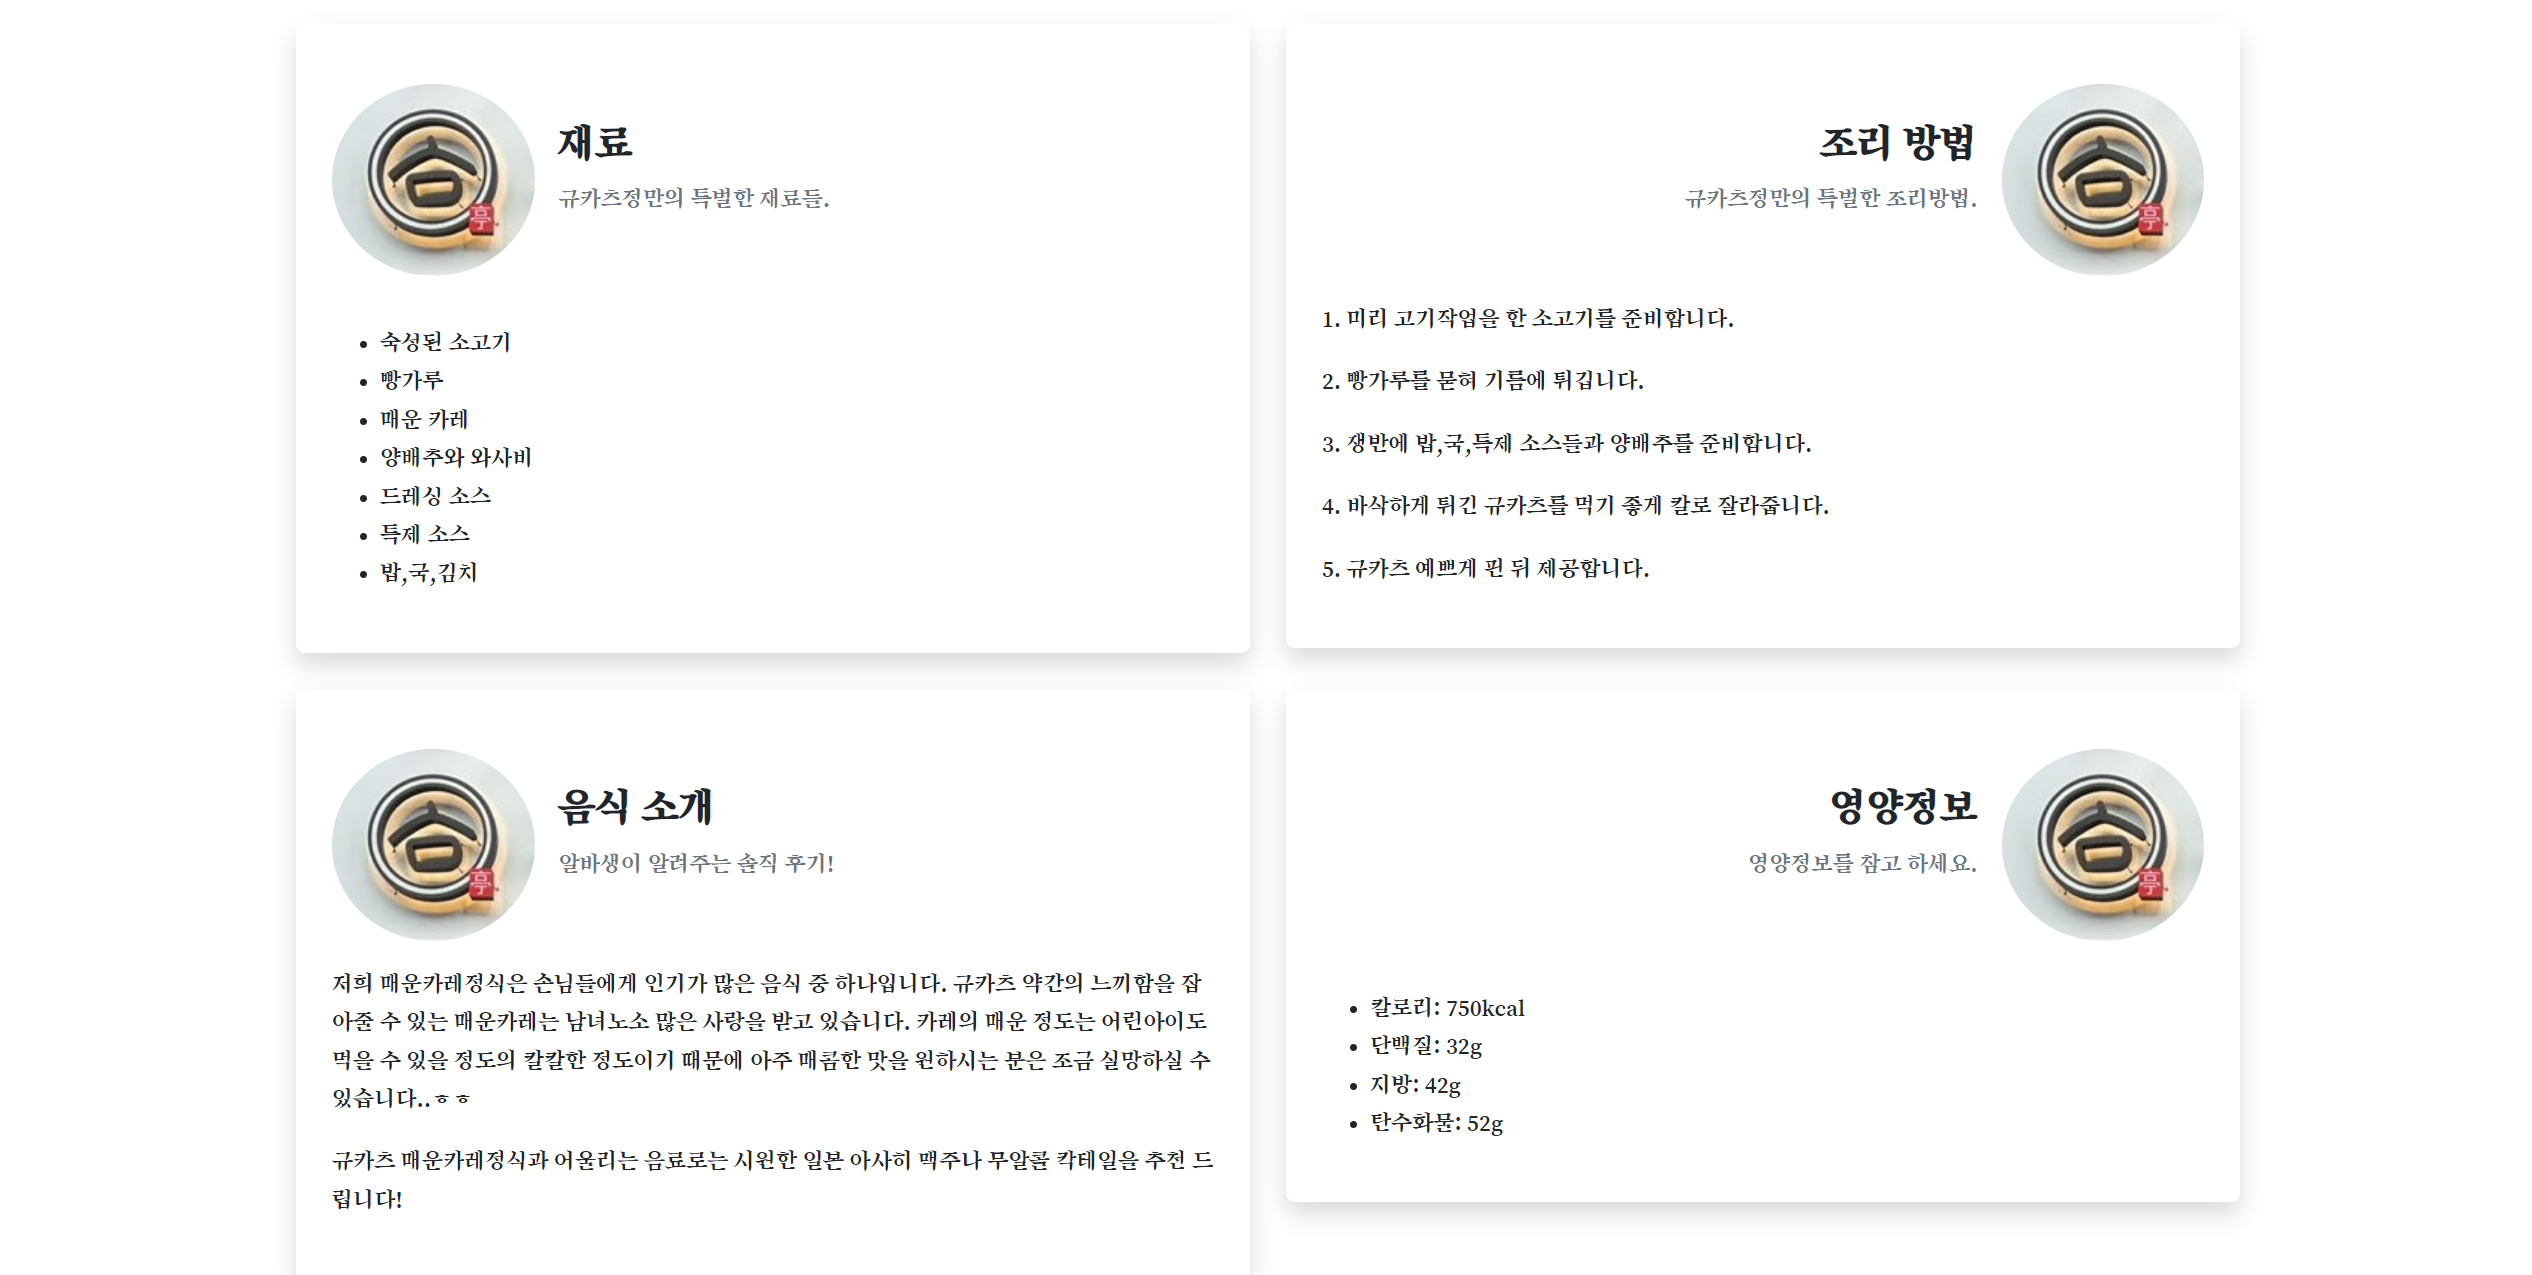 合
亭
재료
규카츠정만의 특별한 재료들.
• 숙성된 소고기
• 빵가루
• 매운 카레
• 양배추와 와사비
• 드레싱 소스
• 특제 소스
• 밥,국,김치
조리 방법
규카츠정만의 특별한 조리방법.
合
亭
1. 미리 고기작업을 한 소고기를 준비합니다.
2. 빵가루를 묻혀 기름에 튀깁니다.
3. 쟁반에 밥,국,특제 소스들과 양배추를 준비합니다.
4. 바삭하게 튀긴 규카츠를 먹기 좋게 칼로 잘라줍니다.
5. 규카츠 예쁘게 핀 뒤 제공합니다.
合
亭
음식 소개
알바생이 알려주는 솔직 후기!
저희 매운카레정식은 손님들에게 인기가 많은 음식 중 하나입니다. 규카츠 약간의 느끼함을 잡
아줄 수 있는 매운카레는 남녀노소 많은 사랑을 받고 있습니다. 카레의 매운 정도는 어린아이도
먹을 수 있을 정도의 칼칼한 정도이기 때문에 아주 매콤한 맛을 원하시는 분은 조금 실망하실 수
있습니다..ㅎㅎ
규카츠 매운카레정식과 어울리는 음료로는 시원한 일본 아사히 맥주나 무알콜 칵테일을 추천 드
립니다!
영양정보
영양정보를 참고 하세요.
合
亭
• 칼로리: 750kcal
• 단백질: 32g
• 지방: 42g
• 탄수화물: 52g